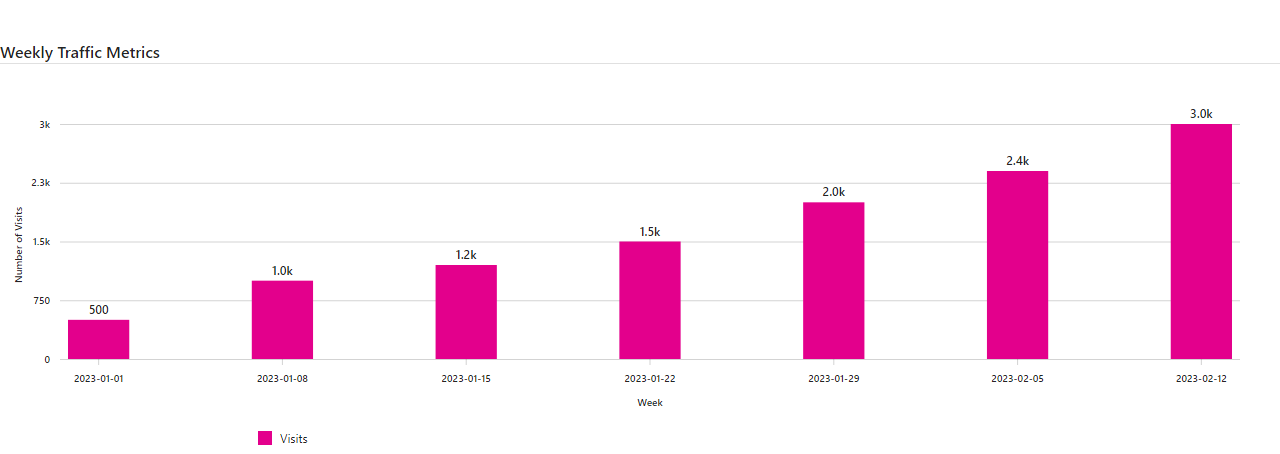 Weekly Traffic Metrics
3.0k
3k
2.4k
2.3k
2.0k
1.5k
1.5k
1.2k
1.0k
750
500
0
Number of Visits
2023-01-01 2023-01-08 2023-01-15 2023-01-22 2023-01-29 2023-02-05 2023-02-12
Week
Visits